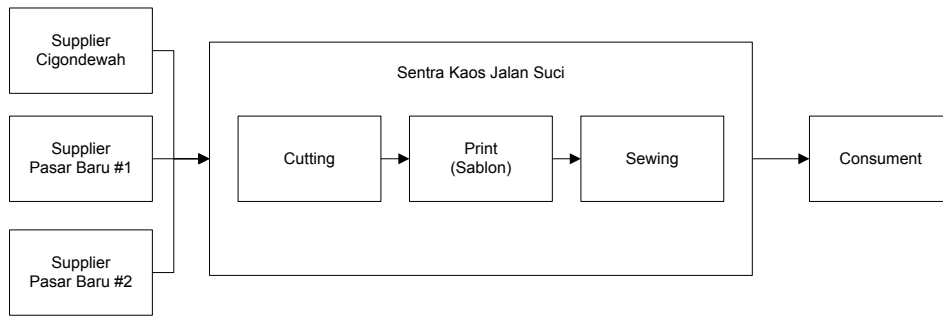 Supplier
Cigondewah
Supplier
Pasar Baru #1
Supplier
Pasar Baru #2
Sentra Kaos Jalan Suci
Cutting
Print
(Sablon)
Sewing
Consument